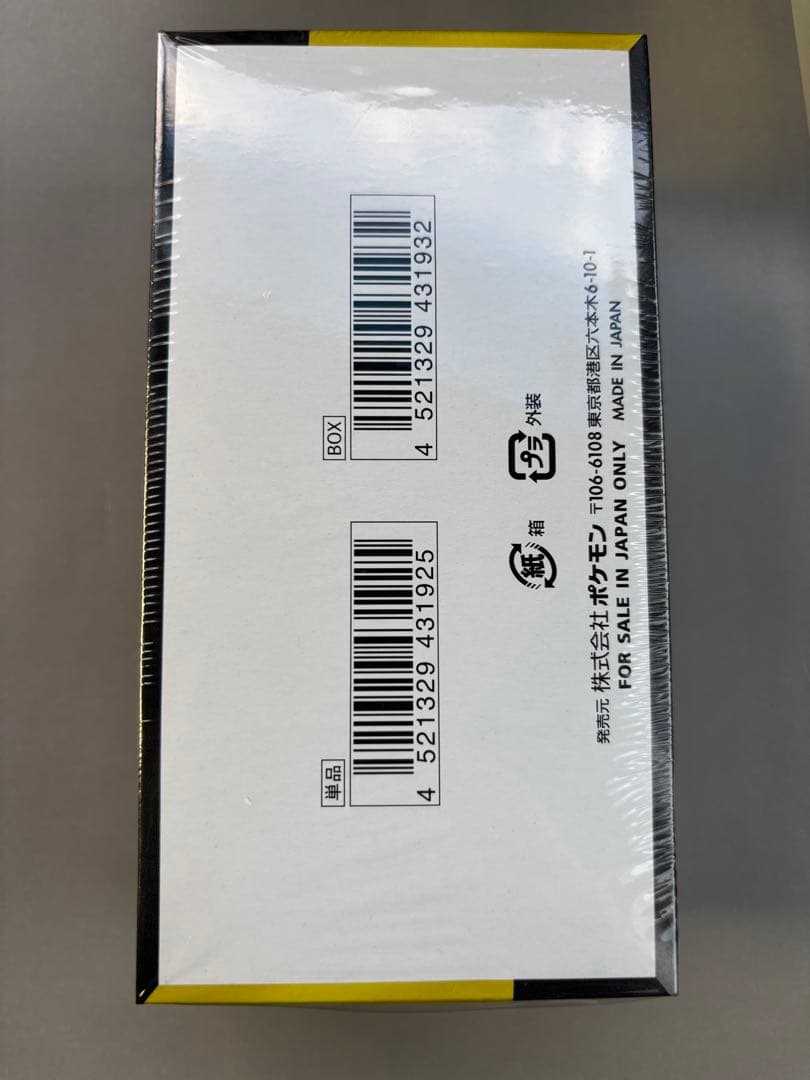 単品
4 521329 431925
BOX
4 521329 431932
紙 箱
プラ 外装
発売元 株式会社 ポケモン 〒106-6108 東京都港区六本木6-10-1
FOR SALE IN JAPAN ONLY MADE IN JAPAN